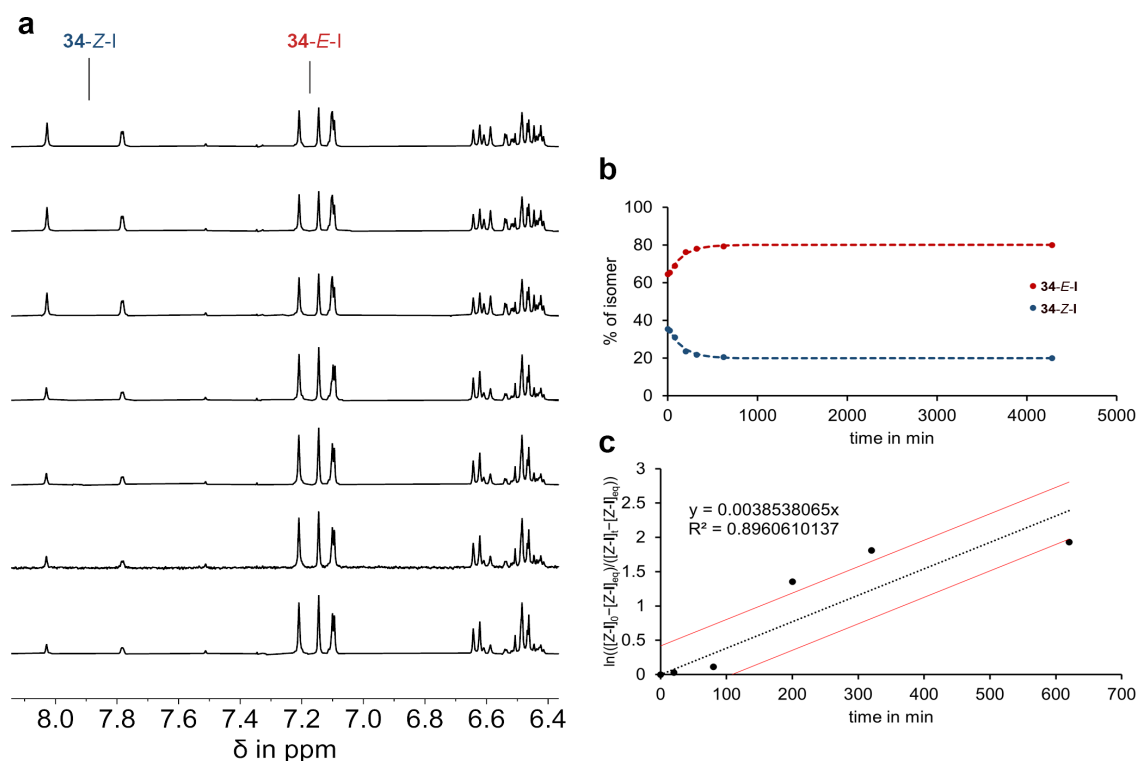 a
34-Z-I
34-E-I
8.0 7.8 7.6 7.4 7.2 7.0 6.8 6.6 6.4
δ in ppm
b
100
80
60
40
20
0
% of isomer
34-E-I
34-Z-I
0 1000 2000 3000 4000 5000
time in min
c
3
2.5
2
1.5
1
0.5
0
ln(([Z-I]₀−[Z-I]eq)/([Z-I]t−[Z-I]eq))
y = 0.0038538065x
R² = 0.8960610137
0 100 200 300 400 500 600 700
time in min